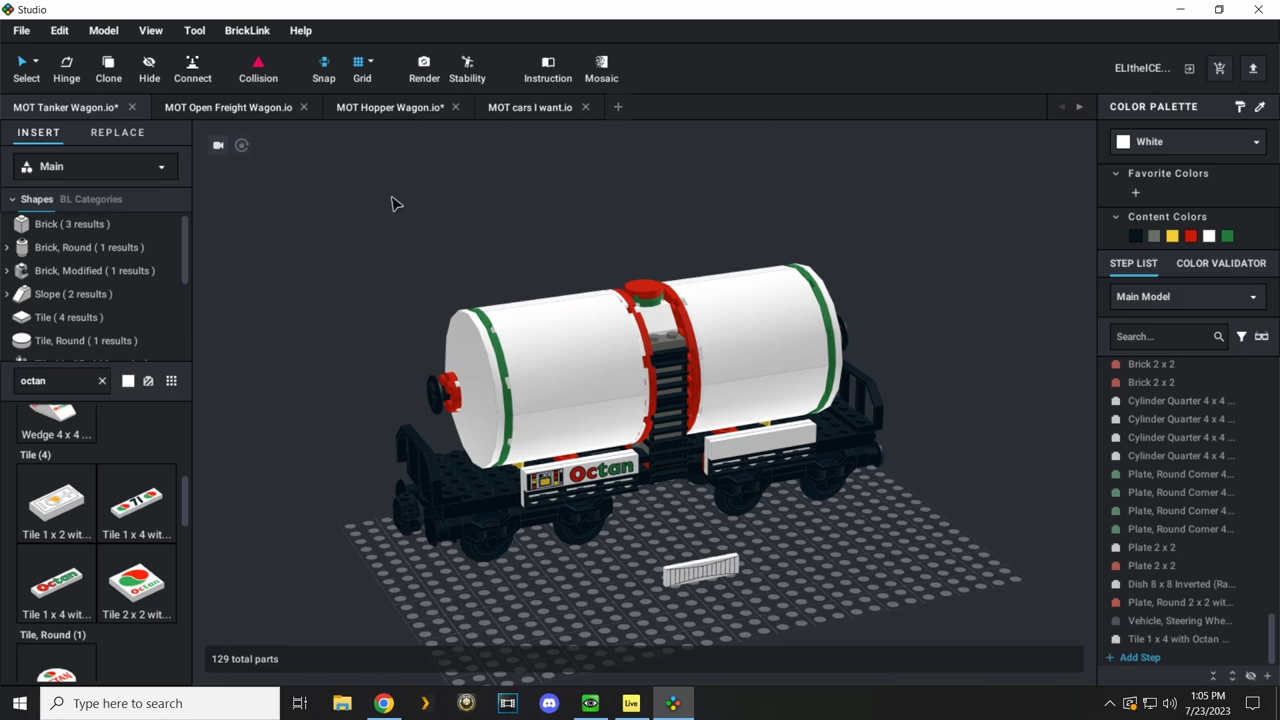 Studio
File Edit Model View Tool BrickLink Help
Select Hinge Clone Hide Connect Collision Snap Grid Render Stability Instruction Mosaic
ELItheICE...
MOT Tanker Wagon.io* MOT Open Freight Wagon.io MOT Hopper Wagon.io* MOT cars I want.io
COLOR PALETTE
INSERT REPLACE
White
Main
Favorite Colors
Shapes BL Categories
Content Colors
Brick ( 3 results )
Brick, Round ( 1 results )
Brick, Modified ( 1 results )
Slope ( 2 results )
Tile ( 4 results )
Tile, Round ( 1 results )
STEP LIST COLOR VALIDATOR
Main Model
Search...
octan
Wedge 4 x 4 ...
Tile (4)
Tile 1 x 2 wit... Tile 1 x 4 wit...
Octan
Tile 1 x 4 wit... Tile 2 x 2 wit...
Tile, Round (1)
Octan
129 total parts
Brick 2 x 2
Brick 2 x 2
Cylinder Quarter 4 x 4 ...
Cylinder Quarter 4 x 4 ...
Cylinder Quarter 4 x 4 ...
Cylinder Quarter 4 x 4 ...
Plate, Round Corner 4...
Plate, Round Corner 4...
Plate, Round Corner 4...
Plate, Round Corner 4...
Plate 2 x 2
Plate 2 x 2
Dish 8 x 8 Inverted (Ra...
Plate, Round 2 x 2 wit...
Vehicle, Steering Whe...
Tile 1 x 4 with Octan ...
Add Step
Type here to search
Live
1:05 PM
7/23/2023